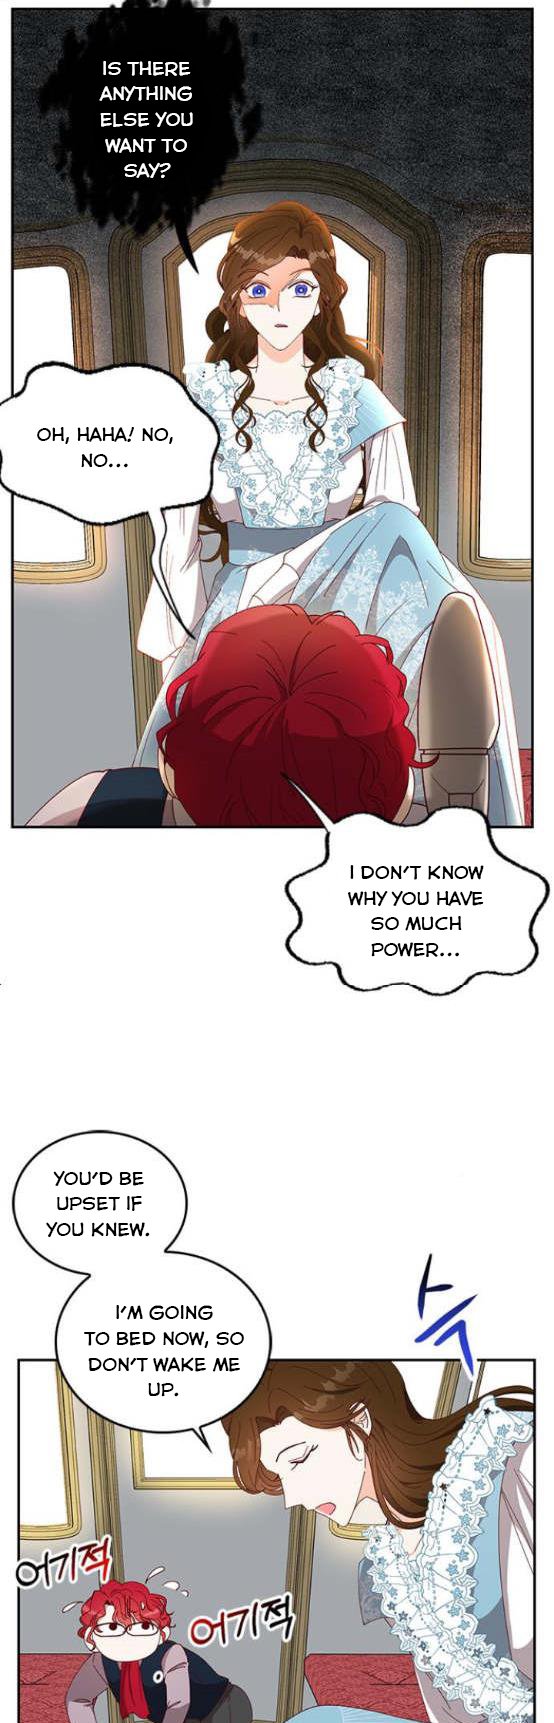 IS THERE
ANYTHING
ELSE YOU
WANT TO
SAY?
OH, HAHA! NO,
NO...
I DON'T KNOW
WHY YOU HAVE
SO MUCH
POWER...
YOU'D BE
UPSET IF
YOU KNEW.
I'M GOING
TO BED NOW, SO
DON'T WAKE ME
UP.
스윽
어기적
어기적